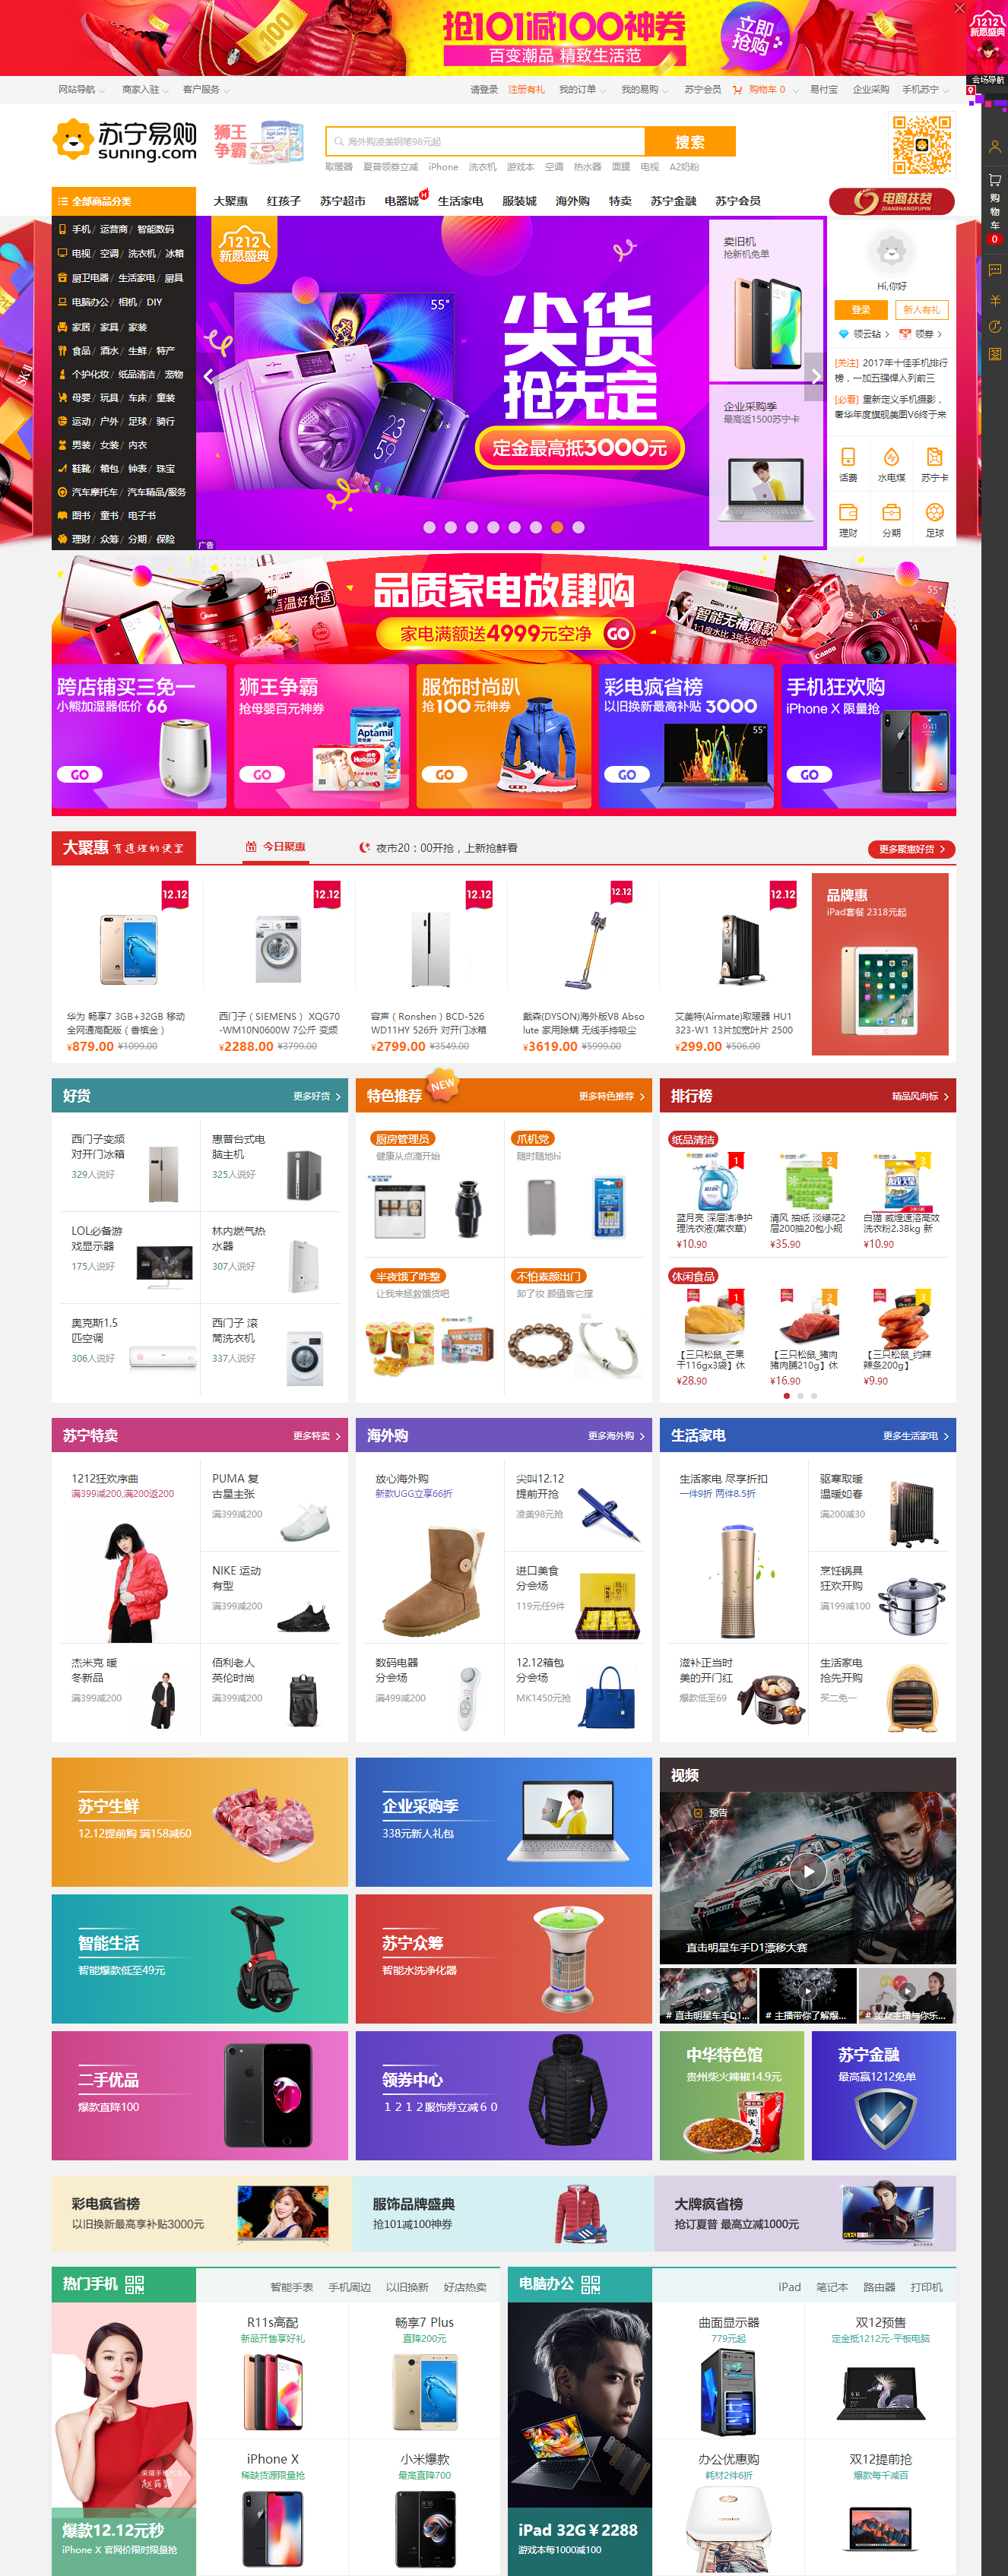 抢101减100神券
百变潮品 精致生活范
立即
抢购
1212
新愿盛典
会场导航
网站导航
商家入驻
客户服务
请登录
注册有礼
我的订单
我的易购
苏宁会员
购物车 0
易付宝
企业采购
手机苏宁
苏宁易购
suning.com
狮王
争霸
海外购凌美钢笔98元起
搜索
取暖器 夏普领券立减 iPhone 洗衣机 游戏本 空调 热水器 面膜 电视 A2奶粉
全部商品分类
大聚惠 红孩子 苏宁超市 电器城 生活家电 服装城 海外购 特卖 苏宁金融 苏宁会员
电商扶贫
DIANSHANGFUPIN
购
物
车
0
手机/ 运营商/ 智能数码
电视/ 空调/ 洗衣机/ 冰箱
厨卫电器/ 生活家电/ 厨具
电脑办公/ 相机/ DIY
家居/ 家具/ 家装
食品/ 酒水/ 生鲜/ 特产
个护化妆/ 纸品清洁/ 宠物
母婴/ 玩具/ 车床/ 童装
运动/ 户外/ 足球/ 骑行
男装/ 女装/ 内衣
鞋靴/ 箱包/ 钟表/ 珠宝
汽车摩托车/ 汽车精品/服务
图书/ 童书/ 电子书
理财/ 众筹/ 分期/ 保险
1212
新愿盛典
55"
尖货
抢先定
定金最高抵3000元
广告
卖旧机
抢新机免单
企业采购季
最高返1500苏宁卡
Hi,你好
登录
新人有礼
领云钻
领券
[关注] 2017年十佳手机排行
榜，一加五强悍入列前三
[必看] 重新定义手机摄影，
奢华年度旗舰美图V6终于来
话费
水电煤
苏宁卡
理财
分期
足球
品质家电放肆购
家电满额送4999元空净 GO
恒温好舒适
智能无桶爆款
Canon
55"
跨店铺买三免一
小熊加湿器低价 66
GO
狮王争霸
抢母婴百元神券
GO
Aptamil
HUGGIES
服饰时尚趴
抢100元神券
GO
彩电疯省榜
以旧换新最高补贴 3000
GO
55"
手机狂欢购
iPhone X 限量抢
GO
大聚惠 有道理的便宜
今日聚惠
夜市20：00开抢，上新抢鲜看
更多聚惠好货
12.12
华为 畅享7 3GB+32GB 移动
全网通高配版（香槟金）
¥879.00 ¥1099.00
12.12
西门子（SIEMENS） XQG70
-WM10N0600W 7公斤 变频
¥2288.00 ¥3799.00
12.12
容声（Ronshen）BCD-526
WD11HY 526升 对开门冰箱
¥2799.00 ¥3549.00
12.12
戴森(DYSON)海外版V8 Abso
lute 家用除螨 无线手持吸尘
¥3619.00 ¥5999.00
12.12
艾美特(Airmate)取暖器 HU1
323-W1 13片加宽叶片 2500
¥299.00 ¥506.00
品牌惠
iPad套餐 2318元起
好货
更多好货
西门子变频
对开门冰箱
329人说好
惠普台式电
脑主机
325人说好
LOL必备游
戏显示器
175人说好
林内燃气热
水器
307人说好
奥克斯1.5
匹空调
306人说好
西门子 滚
筒洗衣机
337人说好
特色推荐
NEW
更多特色推荐
厨房管理员
健康从点滴开始
爪机党
随时随地hi
半夜饿了咋整
让我来拯救饿货吧
不怕素颜出门
卸了妆 颜值靠它撑
排行榜
精品风向标
纸品清洁
1
2
3
蓝月亮 深层洁净护
理洗衣液(薰衣草)
¥10.90
清风 抽纸 淡绿花2
层200抽20包小规
¥35.90
白猫 威煌速溶高效
洗衣粉2.38kg 新
¥10.90
休闲食品
1
2
3
【三只松鼠_芒果
干116gx3袋】休
¥28.90
【三只松鼠_猪肉
猪肉脯210g】休
¥16.90
【三只松鼠_约辣
辣条200g】
¥9.90
苏宁特卖
更多特卖
1212狂欢序曲
满399减200,满200返200
PUMA 复
古星主张
满399减200
NIKE 运动
有型
满399减200
杰米克 暖
冬新品
满399减200
佰利老人
英伦时尚
满399减200
海外购
更多海外购
放心海外购
新款UGG立享66折
尖叫12.12
提前开抢
凌美98元抢
进口美食
分会场
119元任9件
数码电器
分会场
满499减200
12.12箱包
分会场
MK1450元抢
生活家电
更多生活家电
生活家电 尽享折扣
一件9折 两件8.5折
驱寒取暖
温暖如春
满200减30
烹饪锅具
狂欢开购
满199减100
滋补正当时
美的开门红
爆款低至69
生活家电
抢先开购
买二免一
苏宁生鲜
12.12提前购 满158减60
企业采购季
338元新人礼包
视频
预告
直击明星车手D1漂移大赛
# 直击明星车手D1...
# 主播带你了解爆...
# 美女主播与你乐...
智能生活
智能爆款低至49元
苏宁众筹
智能水洗净化器
二手优品
爆款直降100
领券中心
１２１２服饰券立减６０
中华特色馆
贵州柴火辣椒14.9元
苏宁金融
最高赢1212免单
彩电疯省榜
以旧换新最高享补贴3000元
服饰品牌盛典
抢101减100神券
大牌疯省榜
抢订夏普 最高立减1000元
热门手机
智能手表 手机周边 以旧换新 好店热卖
R11s高配
新品开售享好礼
畅享7 Plus
直降200元
iPhone X
稀缺货源限量抢
小米爆款
最高直降700
爆款12.12元秒
iPhone X 官网价限时限量抢
电脑办公
iPad 笔记本 路由器 打印机
曲面显示器
779元起
双12预售
定金抵1212元-平板电脑
办公优惠购
耗材2件6折
双12提前抢
爆款每千减百
iPad 32G￥2288
游戏本每1000减100